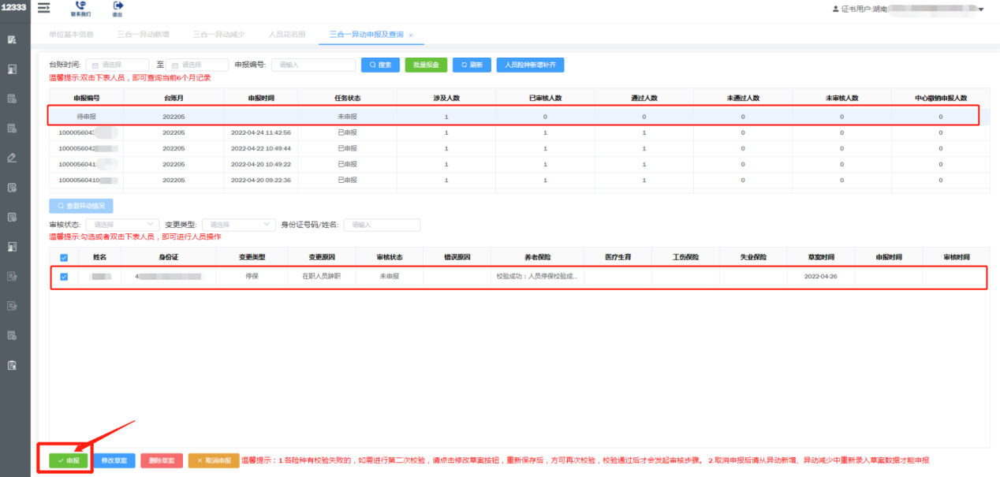 12333
联系我们 退出 证书用户:湖南
单位基本信息 三合一异动新增 三合一异动减少 人员花名册 三合一异动申报及查询 ×
台账时间: 请选择 至 请选择 申报编号: 请输入 搜索 批量报盘 刷新 人员险种新增补齐
温馨提示:双击下表人员，即可查询当前6个月记录
申报编号 台账月 申报时间 任务状态 涉及人数 已审核人数 通过人数 未通过人数 未审核人数 中心撤销申报人数
待申报 202205 未申报 1 0 0 0 0 0
100005604 202205 2022-04-24 11:42:56 已申报 1 1 1 0 0 0
100005604 202205 2022-04-22 10:49:44 已申报 1 1 1 0 0 0
100005604 202205 2022-04-20 10:49:22 已申报 1 1 1 0 0 0
10000560410 202205 2022-04-20 09:22:36 已申报 1 1 1 0 0 0
查看异动情况
审核状态: 请选择 变更类型: 请选择 身份证号码/姓名: 请输入
温馨提示:勾选或者双击下表人员，即可进行人员操作
姓名 身份证 变更类型 变更原因 审核状态 错误原因 养老保险 医疗生育 工伤保险 失业保险 草案时间 申报时间 审核时间
4 停保 在职人员辞职 未申报 校验成功：人员停保校验成... 2022-04-26
申报 修改草案 删除草案 × 取消申报 温馨提示：1.各险种有校验失败的，如需进行第二次校验，请点击修改草案按钮，重新保存后，方可再次校验，校验通过后才会发起审核步骤。 2.取消申报后请从异动新增、异动减少中重新录入草案数据才能申报